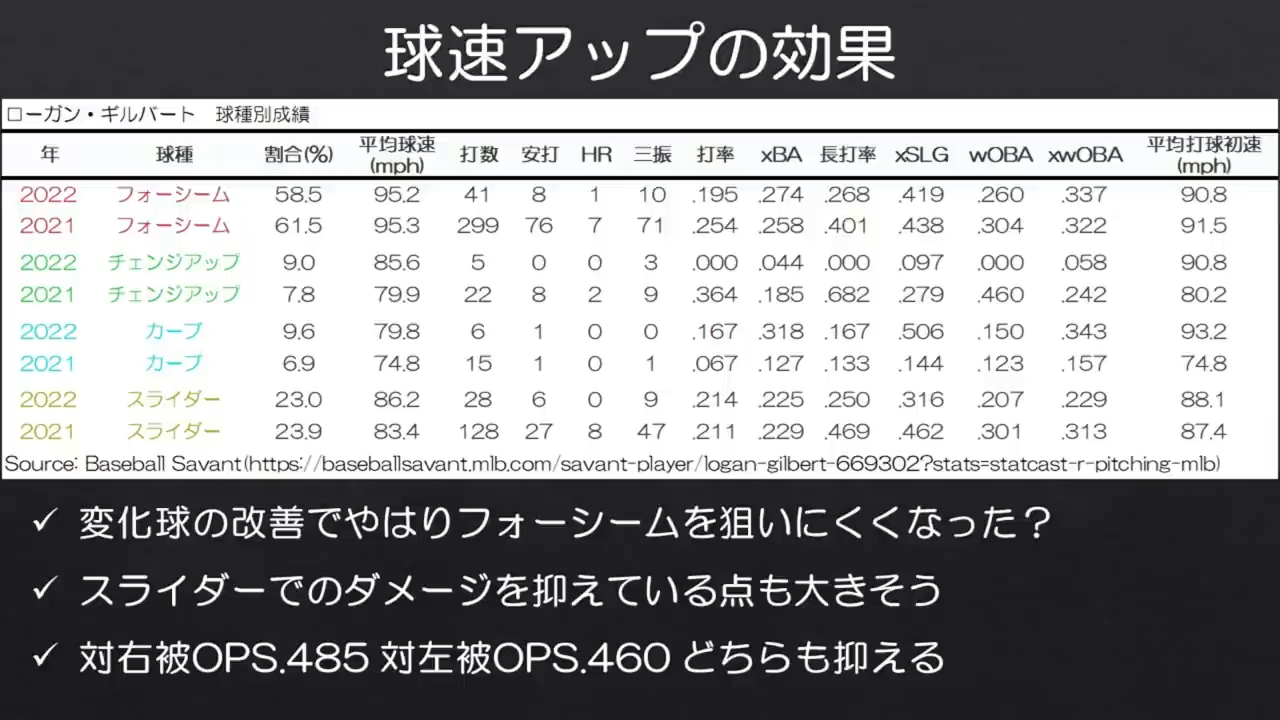 球速アップの効果
ローガン・ギルバート 球種別成績
年 球種 割合(%) 平均球速(mph) 打数 安打 HR 三振 打率 xBA 長打率 xSLG wOBA xwOBA 平均打球初速(mph)
2022 フォーシーム 58.5 95.2 41 8 1 10 .195 .274 .268 .419 .260 .337 90.8
2021 フォーシーム 61.5 95.3 299 76 7 71 .254 .258 .401 .438 .304 .322 91.5
2022 チェンジアップ 9.0 85.6 5 0 0 3 .000 .044 .000 .097 .000 .058 90.8
2021 チェンジアップ 7.8 79.9 22 8 2 9 .364 .185 .682 .279 .460 .242 80.2
2022 カーブ 9.6 79.8 6 1 0 0 .167 .318 .167 .506 .150 .343 93.2
2021 カーブ 6.9 74.8 15 1 0 1 .067 .127 .133 .144 .123 .157 74.8
2022 スライダー 23.0 86.2 28 6 0 9 .214 .225 .250 .316 .207 .229 88.1
2021 スライダー 23.9 83.4 128 27 8 47 .211 .229 .469 .462 .301 .313 87.4
Source: Baseball Savant(https://baseballsavant.mlb.com/savant-player/logan-gilbert-669302?stats=statcast-r-pitching-mlb)
✓ 変化球の改善でやはりフォーシームを狙いにくくなった？
✓ スライダーでのダメージを抑えている点も大きそう
✓ 対右被OPS.485 対左被OPS.460 どちらも抑える